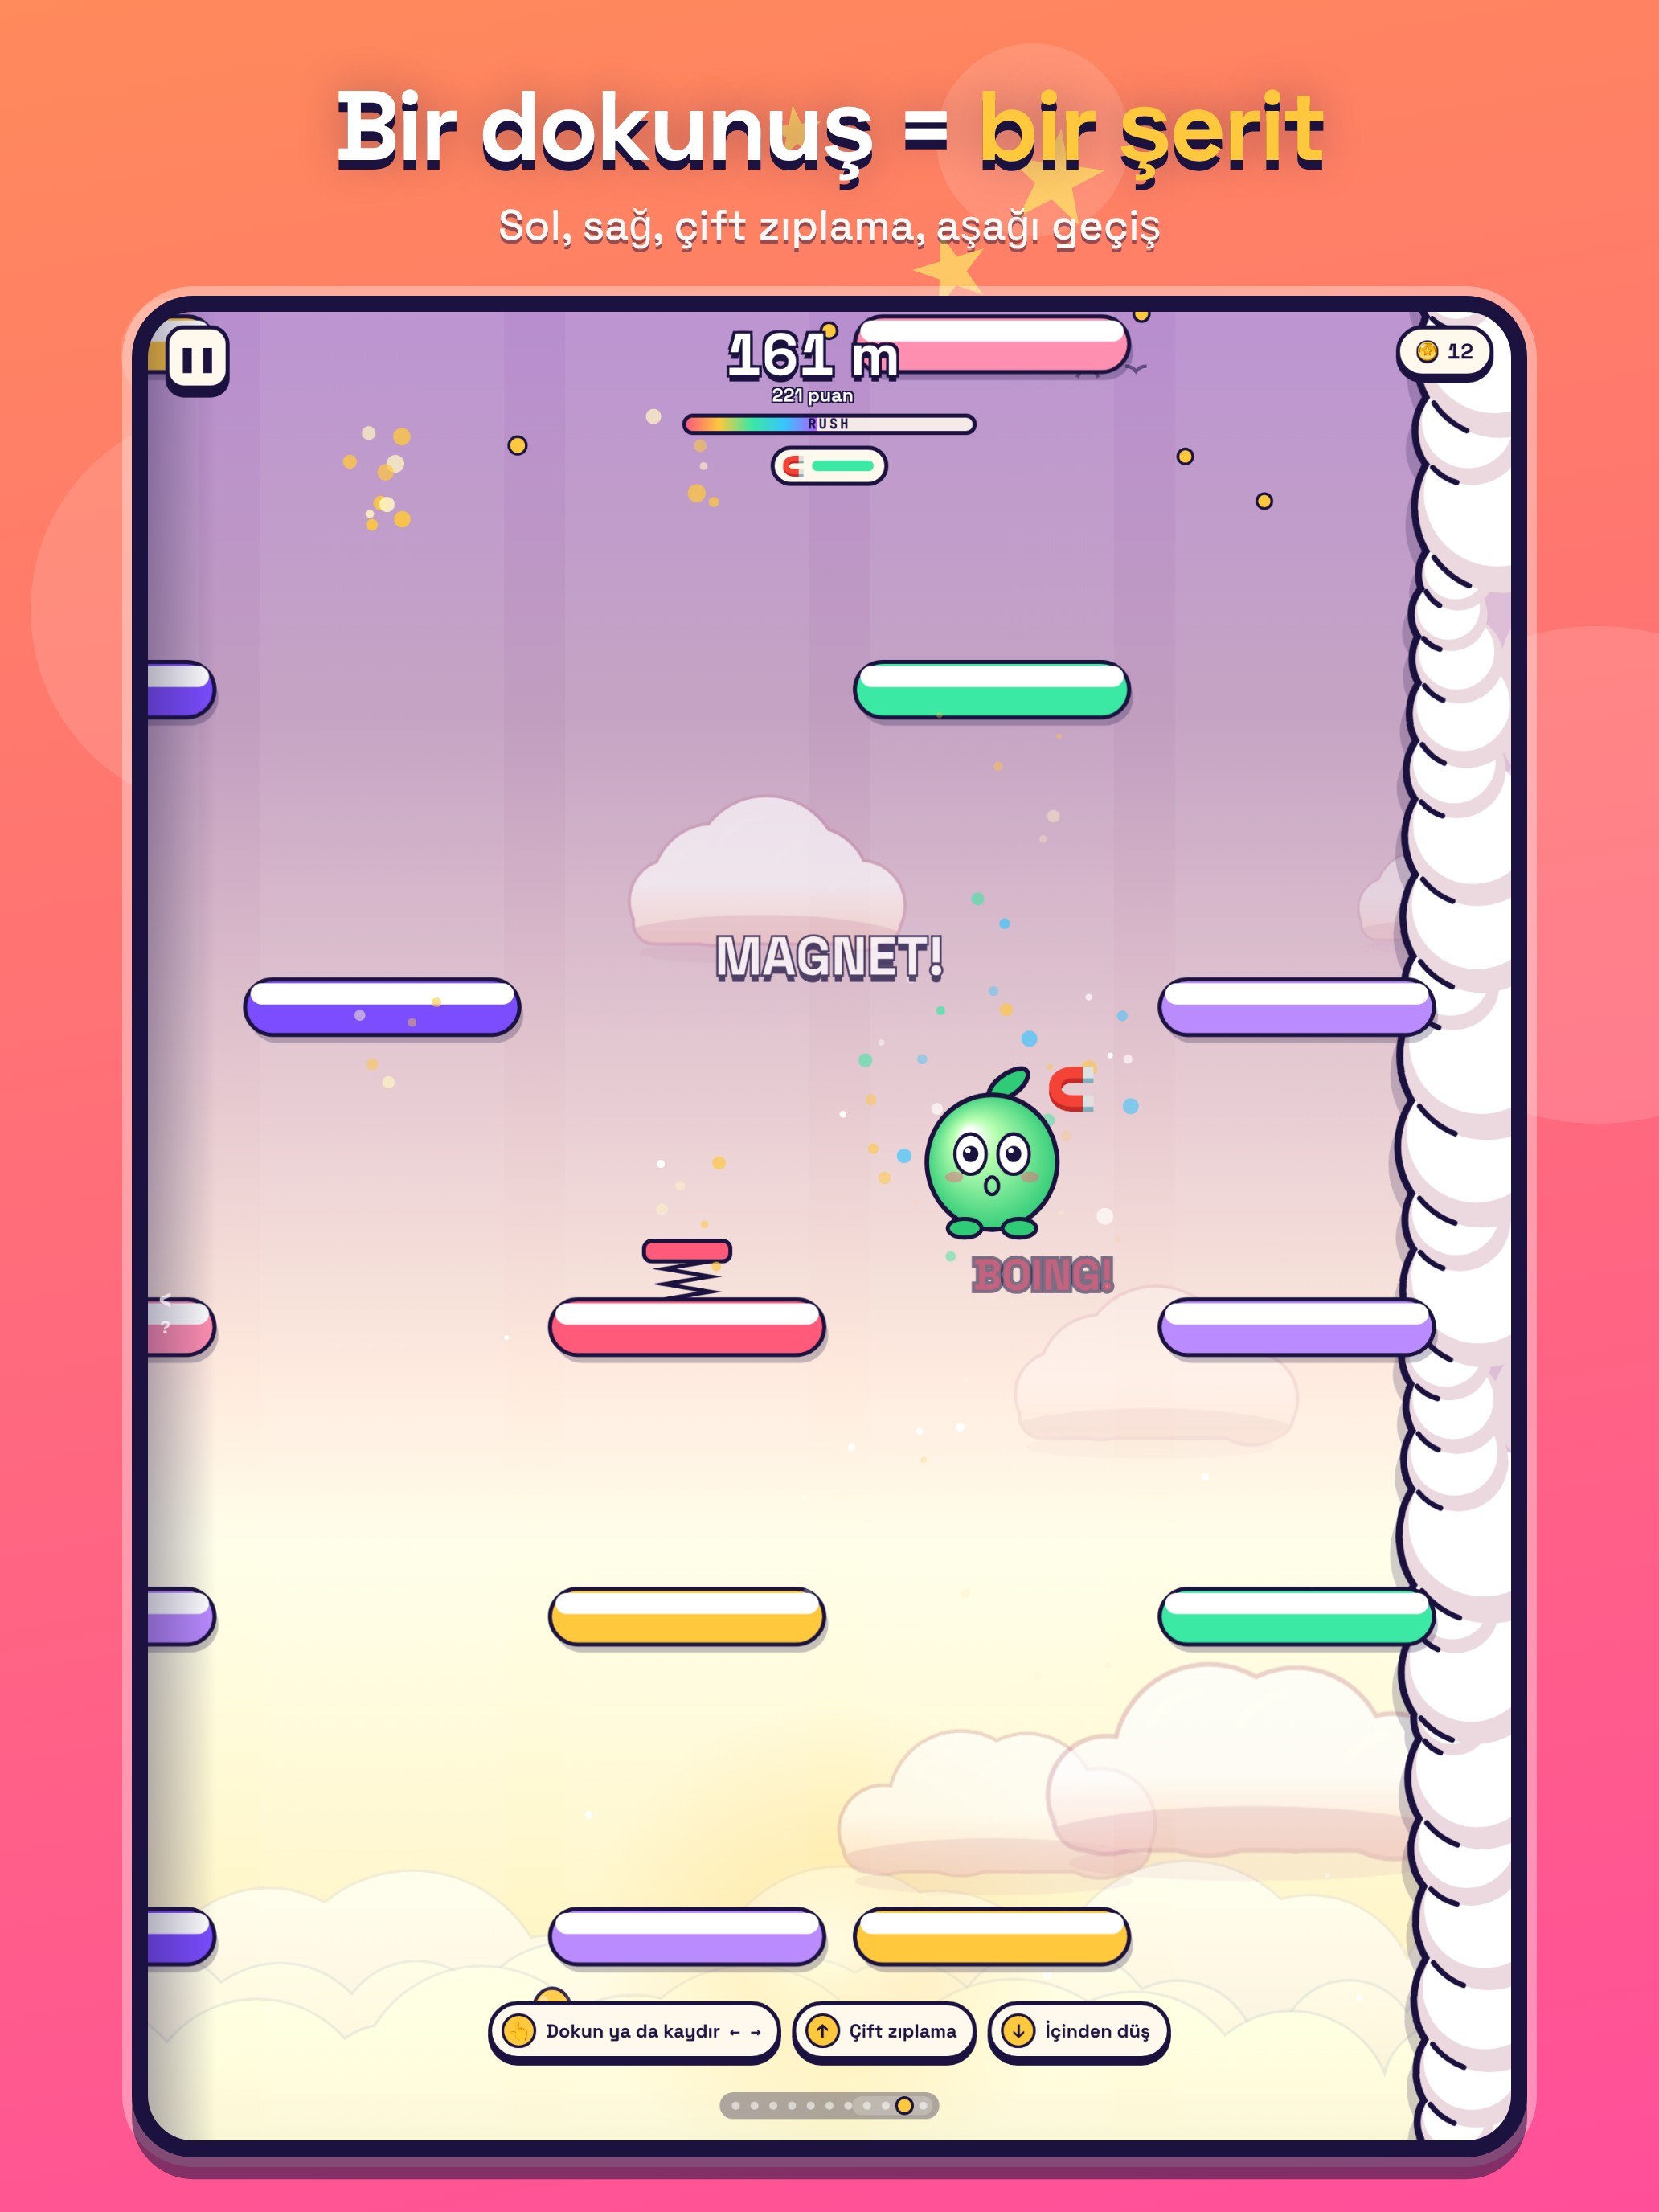 Bir dokunuş = bir şerit
Sol, sağ, çift zıplama, aşağı geçiş
161 m
12
221 puan
RUSH
MAGNET!
BOING!
<
?
Dokun ya da kaydır ← →
↑ Çift zıplama
↓ İçinden düş